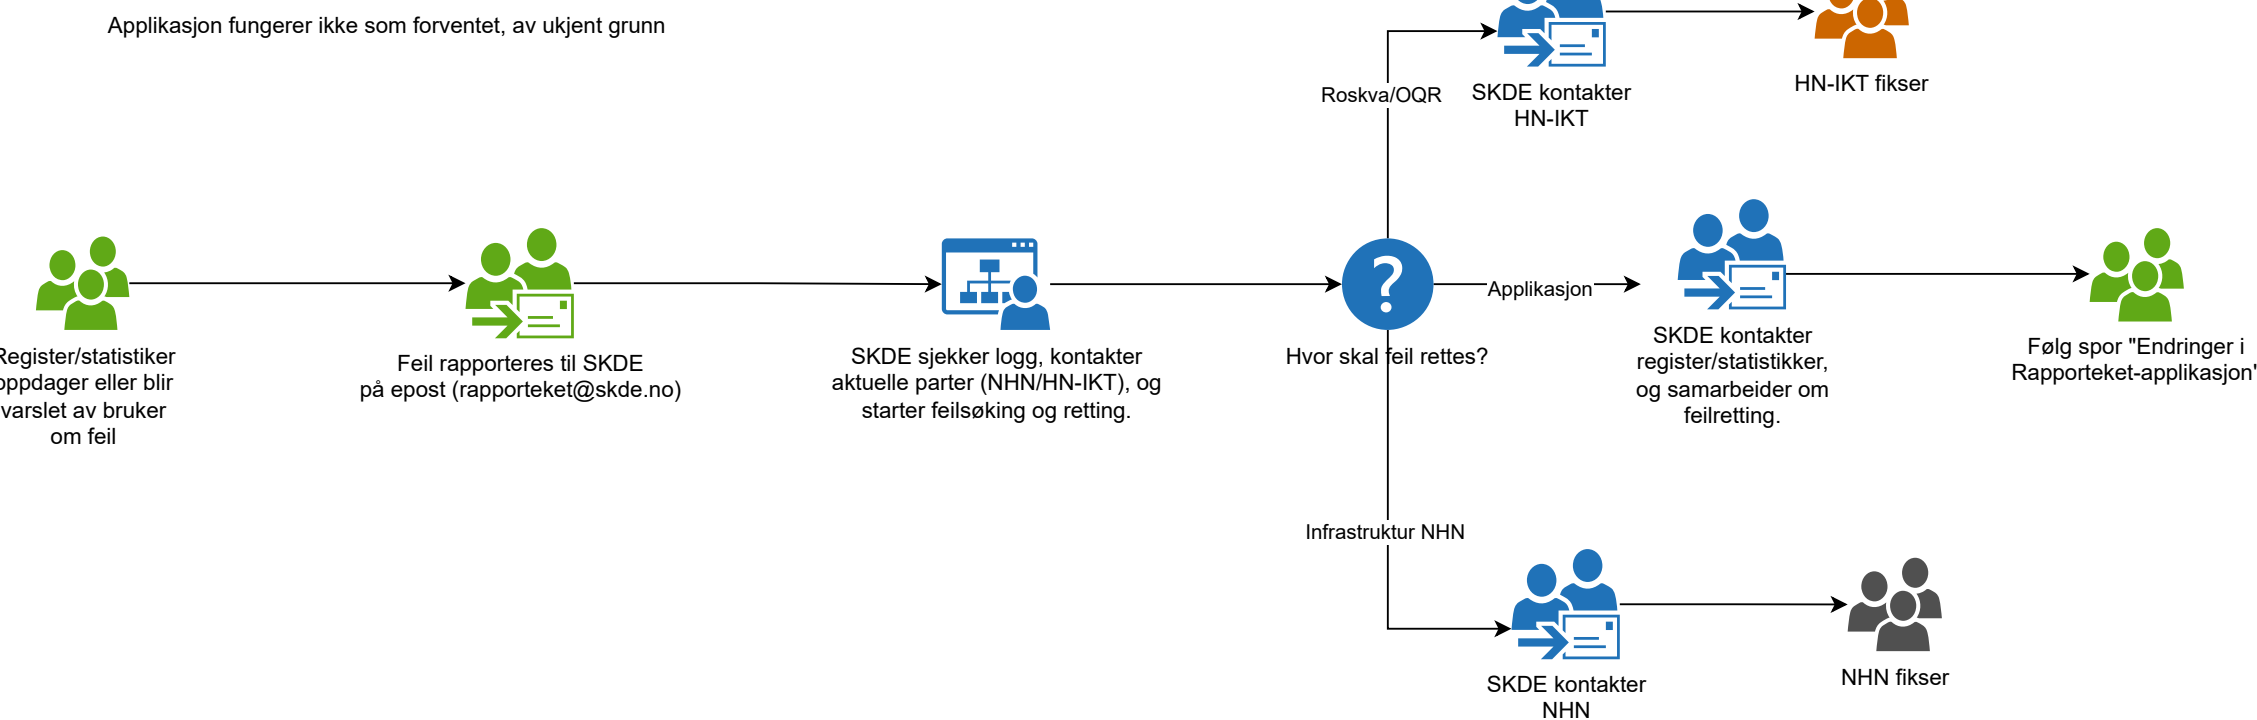 Applikasjon fungerer ikke som forventet, av ukjent grunn
Roskva/OQR
SKDE kontakter
HN-IKT
HN-IKT fikser
Register/statistiker
oppdager eller blir
varslet av bruker
om feil
Feil rapporteres til SKDE
på epost (rapporteket@skde.no)
SKDE sjekker logg, kontakter
aktuelle parter (NHN/HN-IKT), og
starter feilsøking og retting.
Hvor skal feil rettes?
Applikasjon
SKDE kontakter
register/statistikker,
og samarbeider om
feilretting.
Følg spor "Endringer i
Rapporteket-applikasjon"
Infrastruktur NHN
SKDE kontakter
NHN
NHN fikser